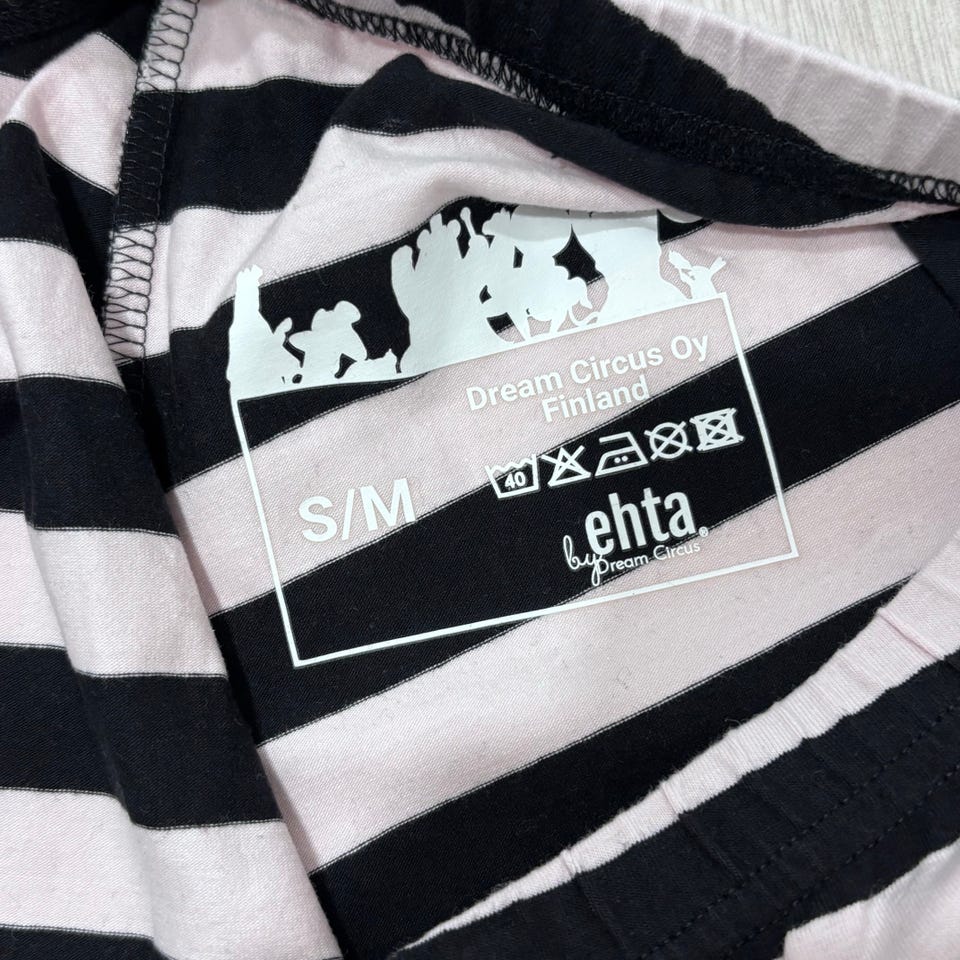 Dream Circus Oy
Finland
40
S/M
ehta®
by Dream Circus